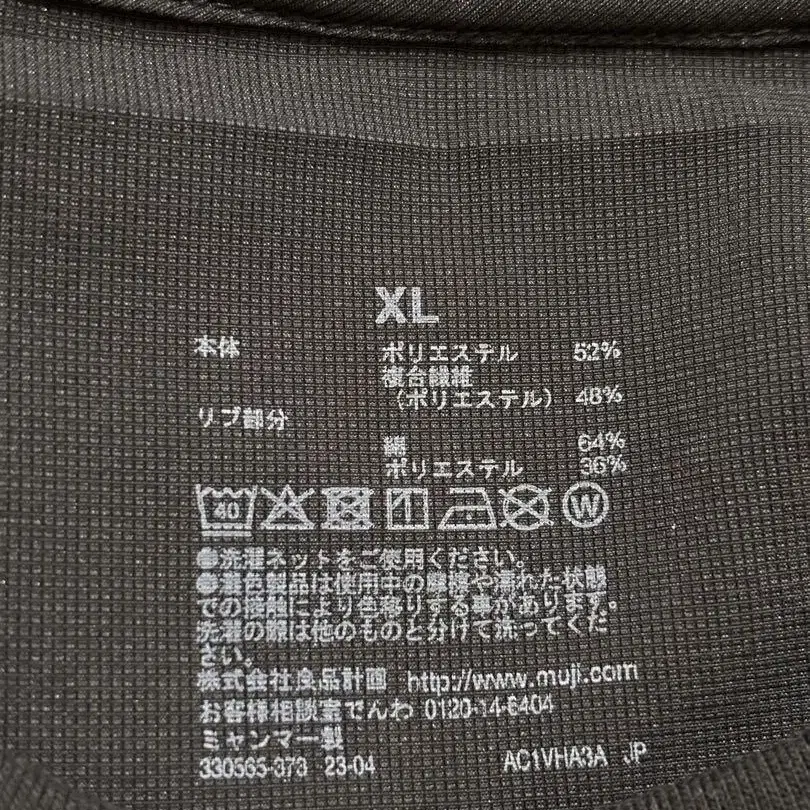 XL
本体 ポリエステル 52%
複合繊維
(ポリエステル) 48%
リブ部分
綿 64%
ポリエステル 36%
40 W
●洗濯ネットをご使用ください。
●着色製品は使用中の摩擦や濡れた状態
での接触により色移りする事があります。
洗濯の際は他のものと分けて洗ってくだ
さい。
株式会社良品計画 http://www.muji.com
お客様相談室でんわ 0120-14-6404
ミャンマー製
330565-373 23-04 AC1VHA3A JP